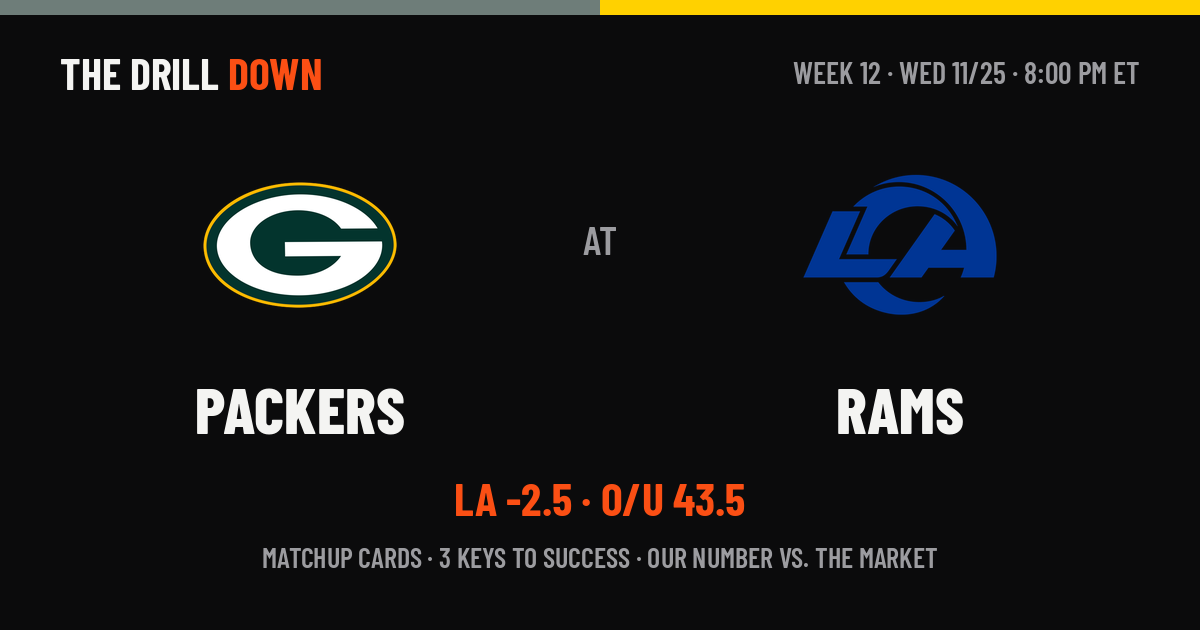 THE DRILL DOWN
WEEK 12 · WED 11/25 · 8:00 PM ET
G
AT
LA
PACKERS
RAMS
LA -2.5 · O/U 43.5
MATCHUP CARDS · 3 KEYS TO SUCCESS · OUR NUMBER VS. THE MARKET